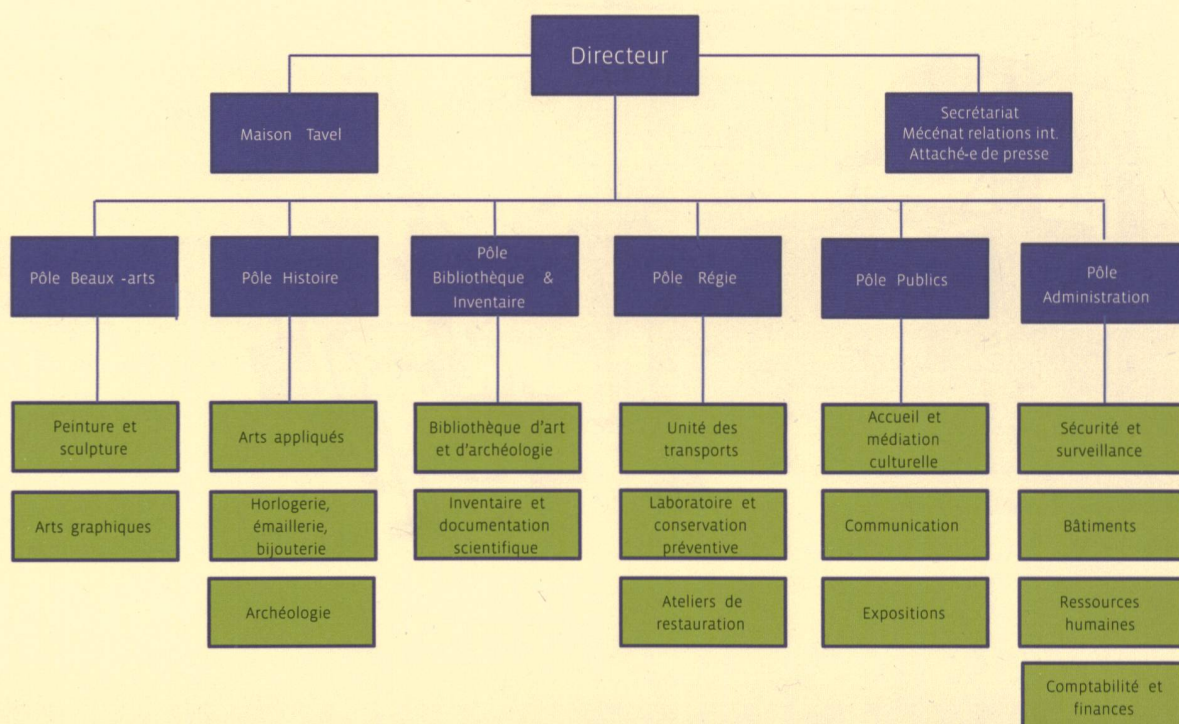 Directeur
Maison Tavel
Secrétariat
Mécénat relations int.
Attaché-e de presse
Pôle Beaux -arts
Pôle Histoire
Pôle
Bibliothèque &
Inventaire
Pôle Régie
Pôle Publics
Pôle
Administration
Peinture et
sculpture
Arts graphiques
Arts appliqués
Horlogerie,
émaillerie,
bijouterie
Archéologie
Bibliothèque d'art
et d'archéologie
Inventaire et
documentation
scientifique
Unité des
transports
Laboratoire et
conservation
préventive
Ateliers de
restauration
Accueil et
médiation
culturelle
Communication
Expositions
Sécurité et
surveillance
Bâtiments
Ressources
humaines
Comptabilité et
finances